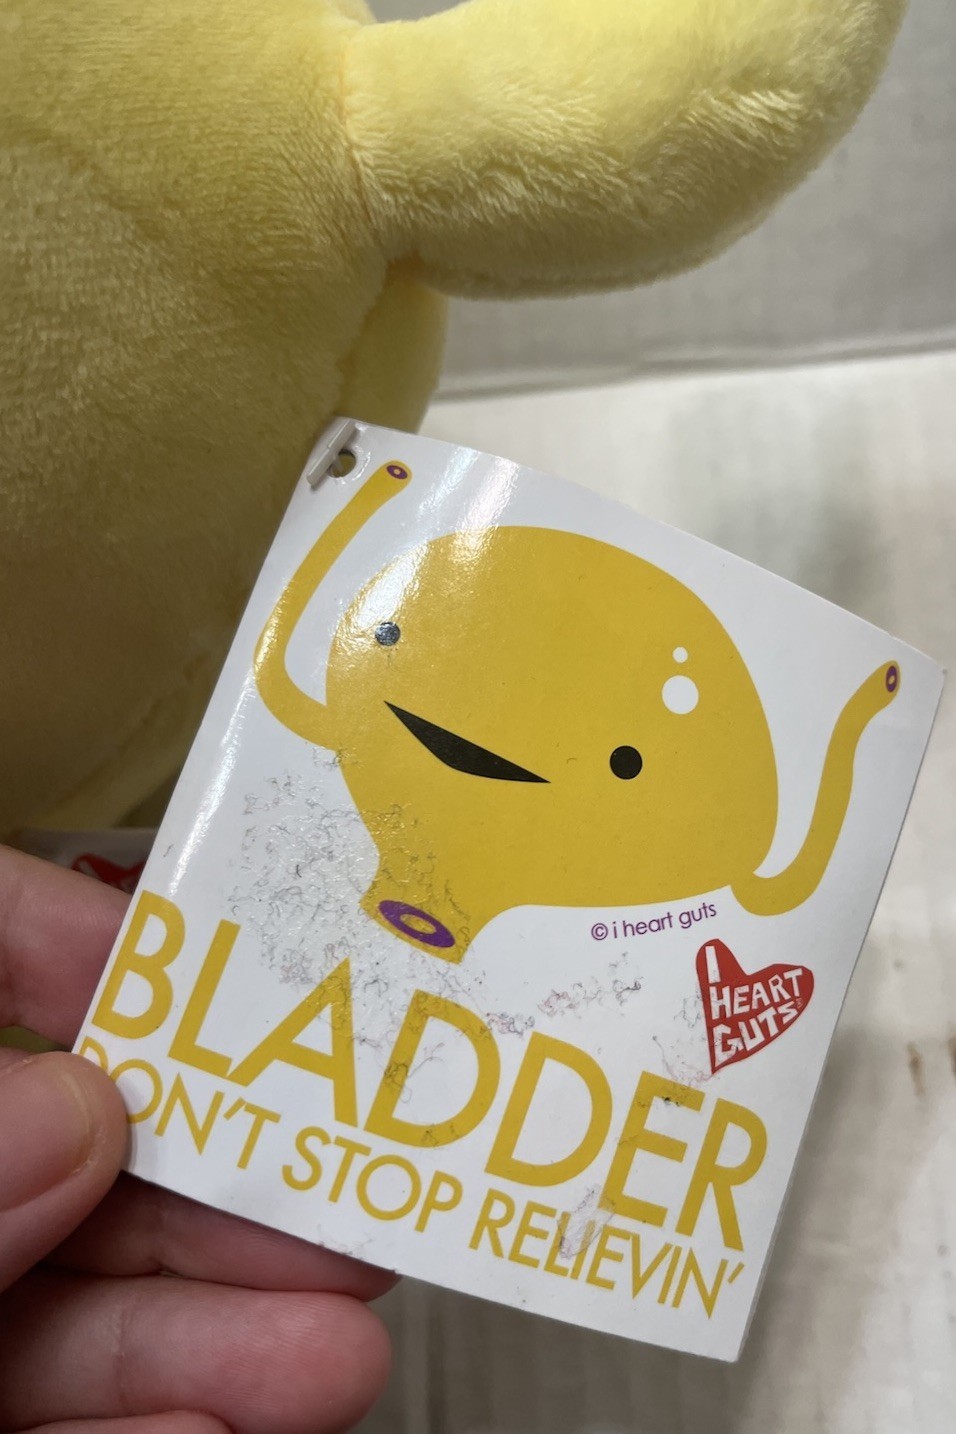 © i heart guts
I
HEART
GUTS
BLADDER
DON'T STOP RELIEVIN'